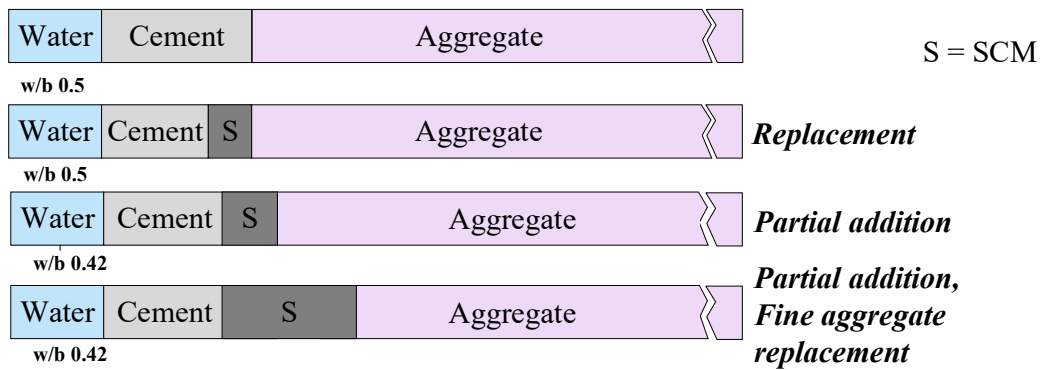 Water Cement Aggregate
S = SCM
w/b 0.5
Water Cement S Aggregate Replacement
w/b 0.5
Water Cement S Aggregate Partial addition
w/b 0.42
Partial addition,
Water Cement S Aggregate Fine aggregate
w/b 0.42
replacement